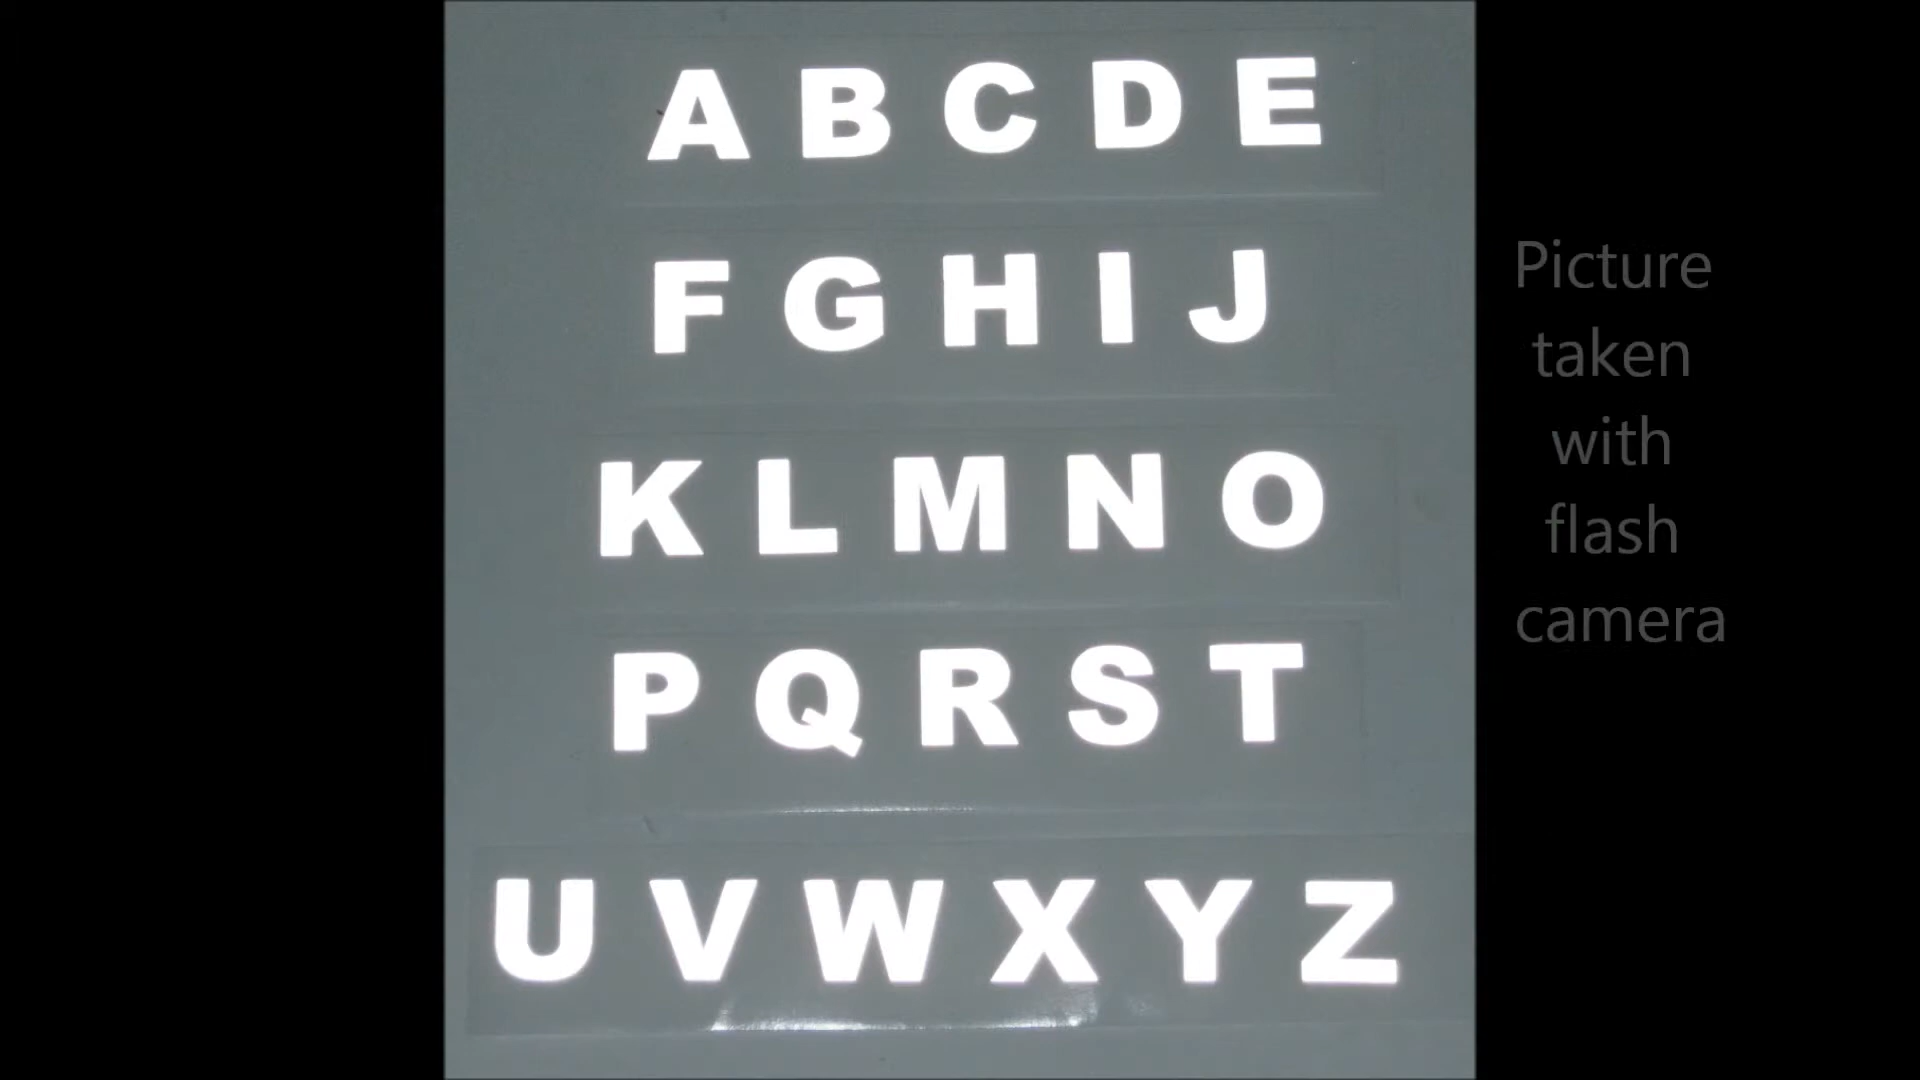 A B C D E
F G H I J
K L M N O
P Q R S T
U V W X Y Z
Picture
taken
with
flash
camera